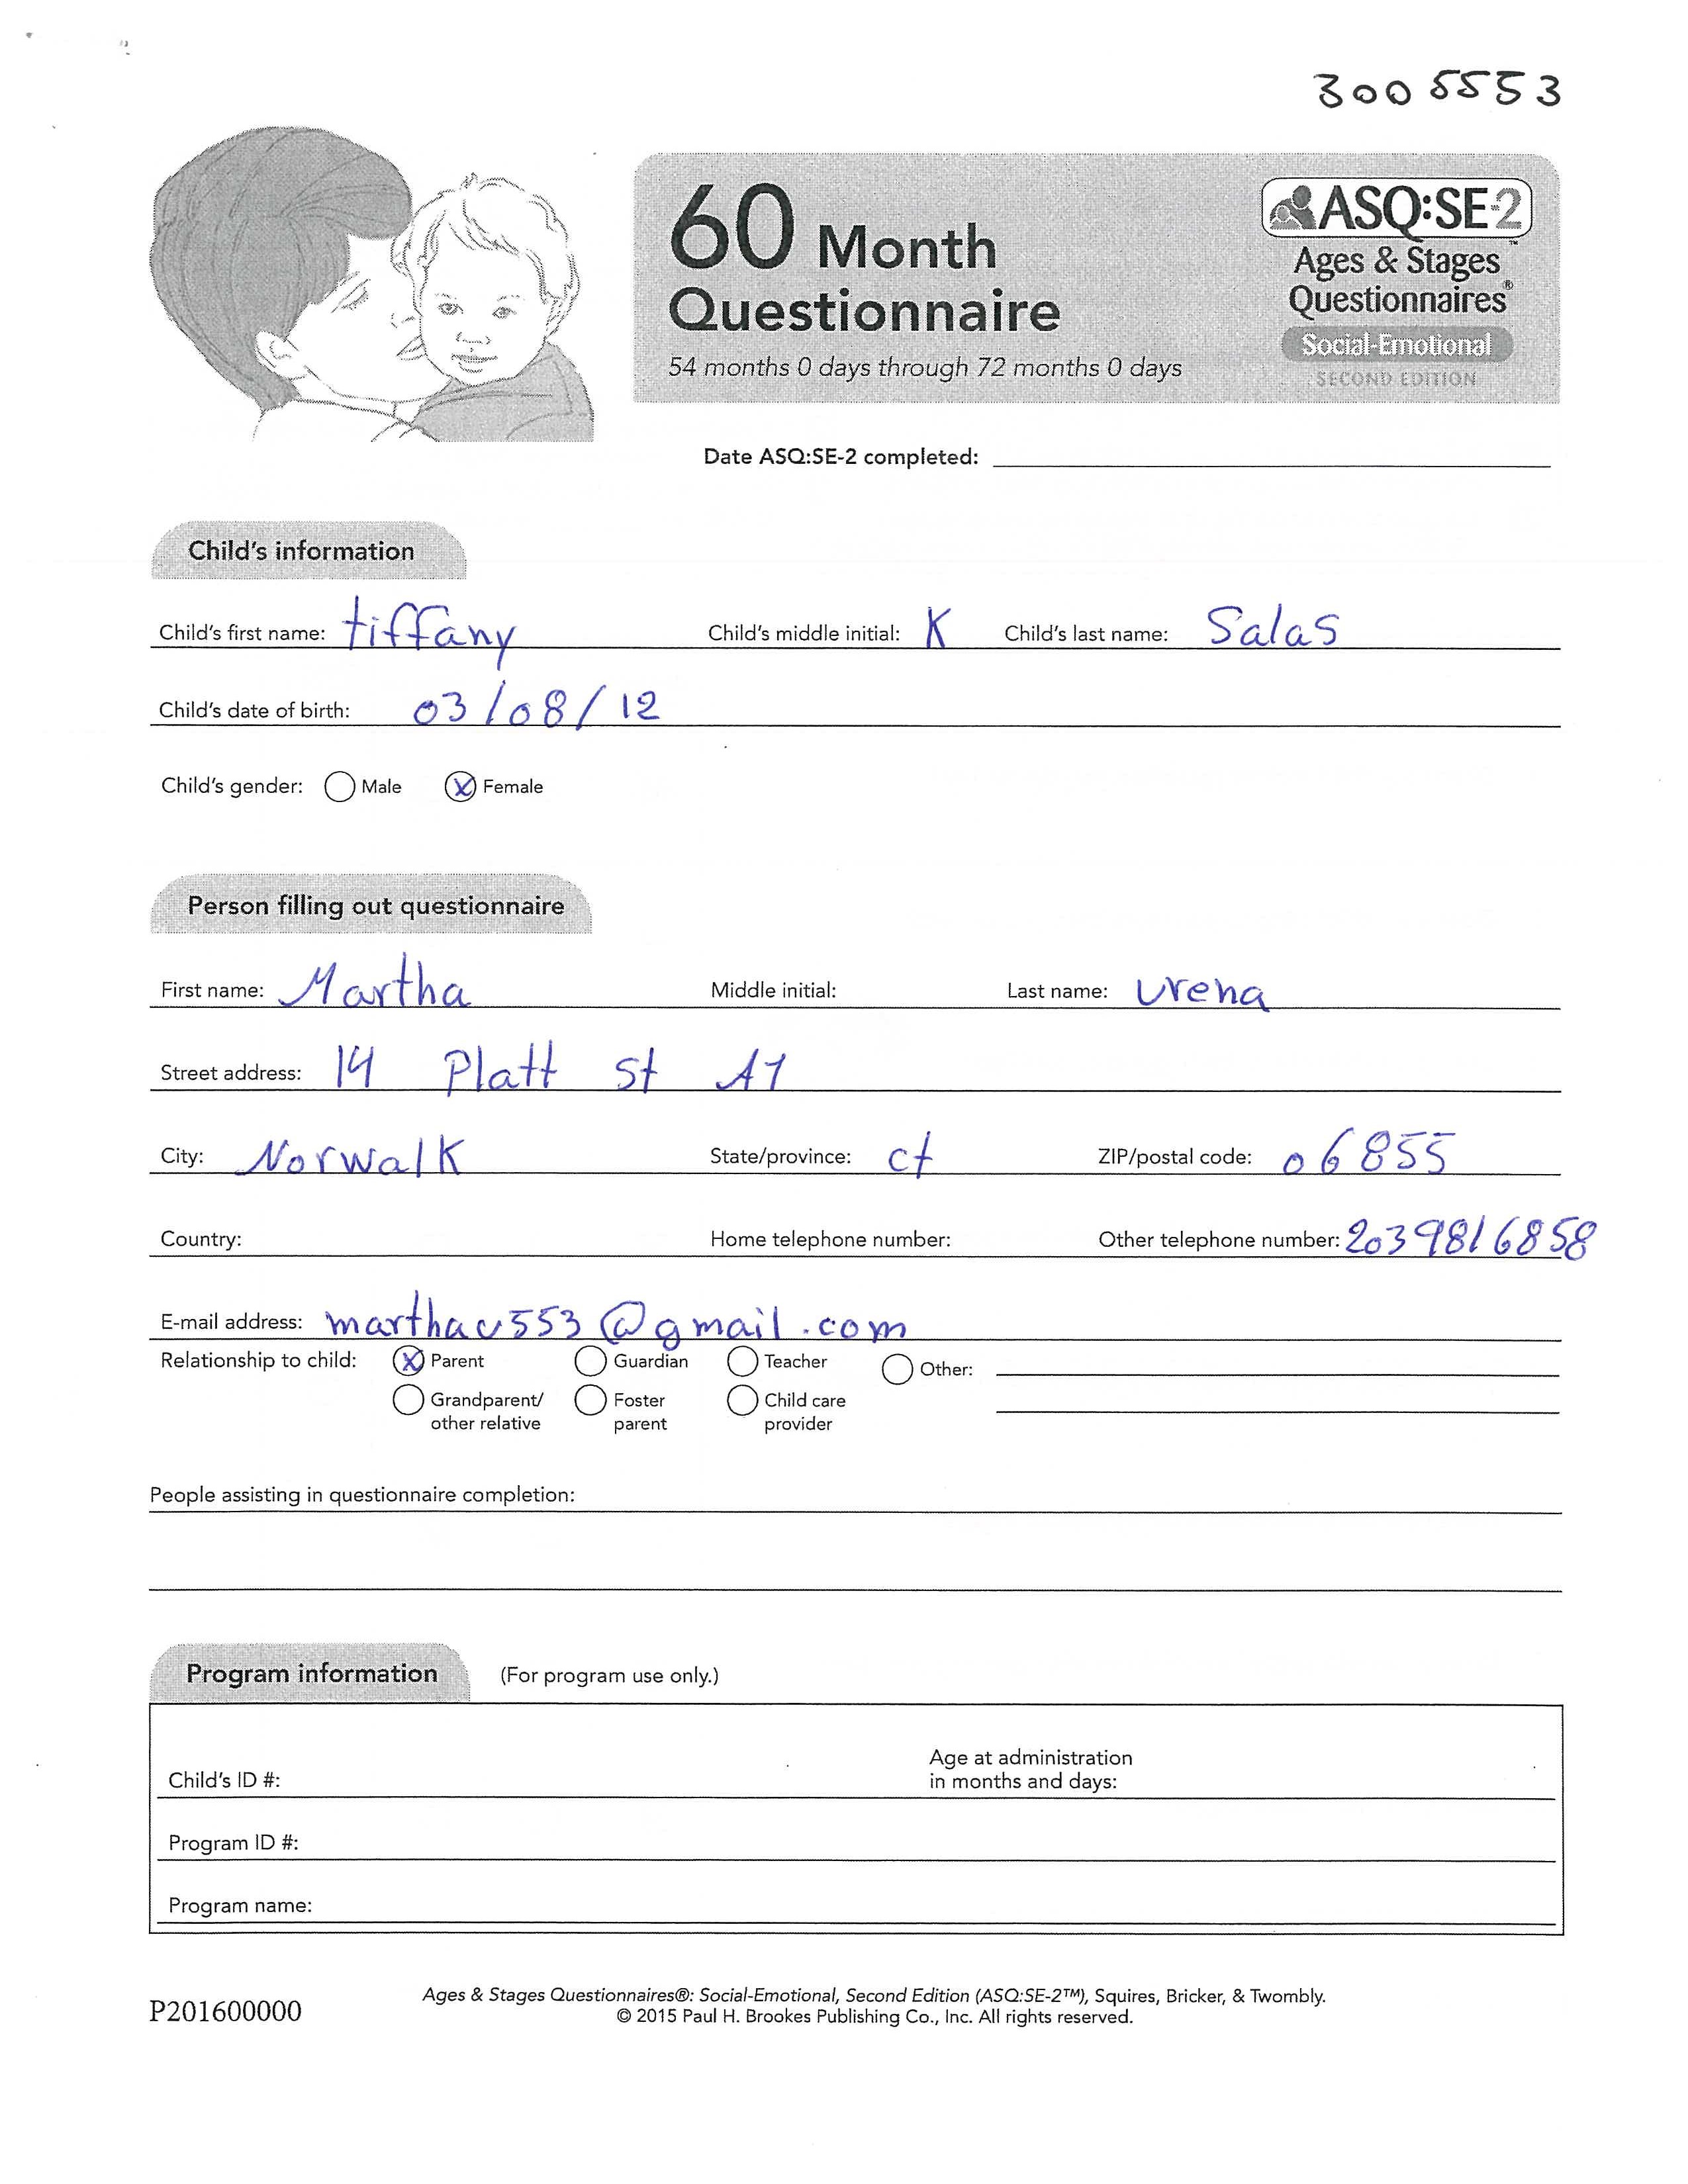 3005553
60 Month
Questionnaire
54 months 0 days through 72 months 0 days
ASQ:SE-2™
Ages & Stages
Questionnaires®
Social-Emotional
SECOND EDITION
Date ASQ:SE-2 completed:
Child's information
Child's first name: tiffany Child's middle initial: K Child's last name: Salas
Child's date of birth: 03/08/12
Child's gender: Male X Female
Person filling out questionnaire
First name: Martha Middle initial: Last name: Urena
Street address: 14 Platt st A1
City: Norwalk State/province: ct ZIP/postal code: 06855
Country: Home telephone number: Other telephone number: 2039816858
E-mail address: marthau553@gmail.com
Relationship to child: X Parent Guardian Teacher Other:
Grandparent/ Foster Child care
other relative parent provider
People assisting in questionnaire completion:
Program information (For program use only.)
Age at administration
Child's ID #: in months and days:
Program ID #:
Program name:
P201600000
Ages & Stages Questionnaires®: Social-Emotional, Second Edition (ASQ:SE-2™), Squires, Bricker, & Twombly.
© 2015 Paul H. Brookes Publishing Co., Inc. All rights reserved.